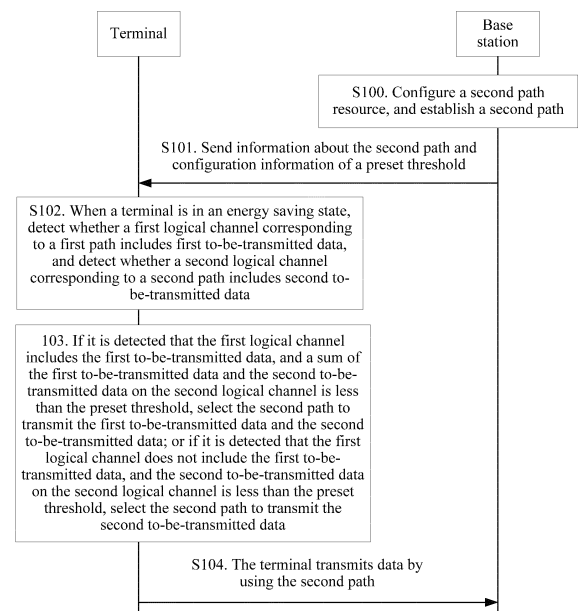 Terminal
Base
station
S100. Configure a second path
resource, and establish a second path
S101. Send information about the second path and
configuration information of a preset threshold
S102. When a terminal is in an energy saving state,
detect whether a first logical channel corresponding
to a first path includes first to-be-transmitted data,
and detect whether a second logical channel
corresponding to a second path includes second to-
be-transmitted data
103. If it is detected that the first logical channel
includes the first to-be-transmitted data, and a sum of
the first to-be-transmitted data and the second to-be-
transmitted data on the second logical channel is less
than the preset threshold, select the second path to
transmit the first to-be-transmitted data and the second
to-be-transmitted data; or if it is detected that the first
logical channel does not include the first to-be-
transmitted data, and the second to-be-transmitted data
on the second logical channel is less than the preset
threshold, select the second path to transmit the
second to-be-transmitted data
S104. The terminal transmits data by
using the second path